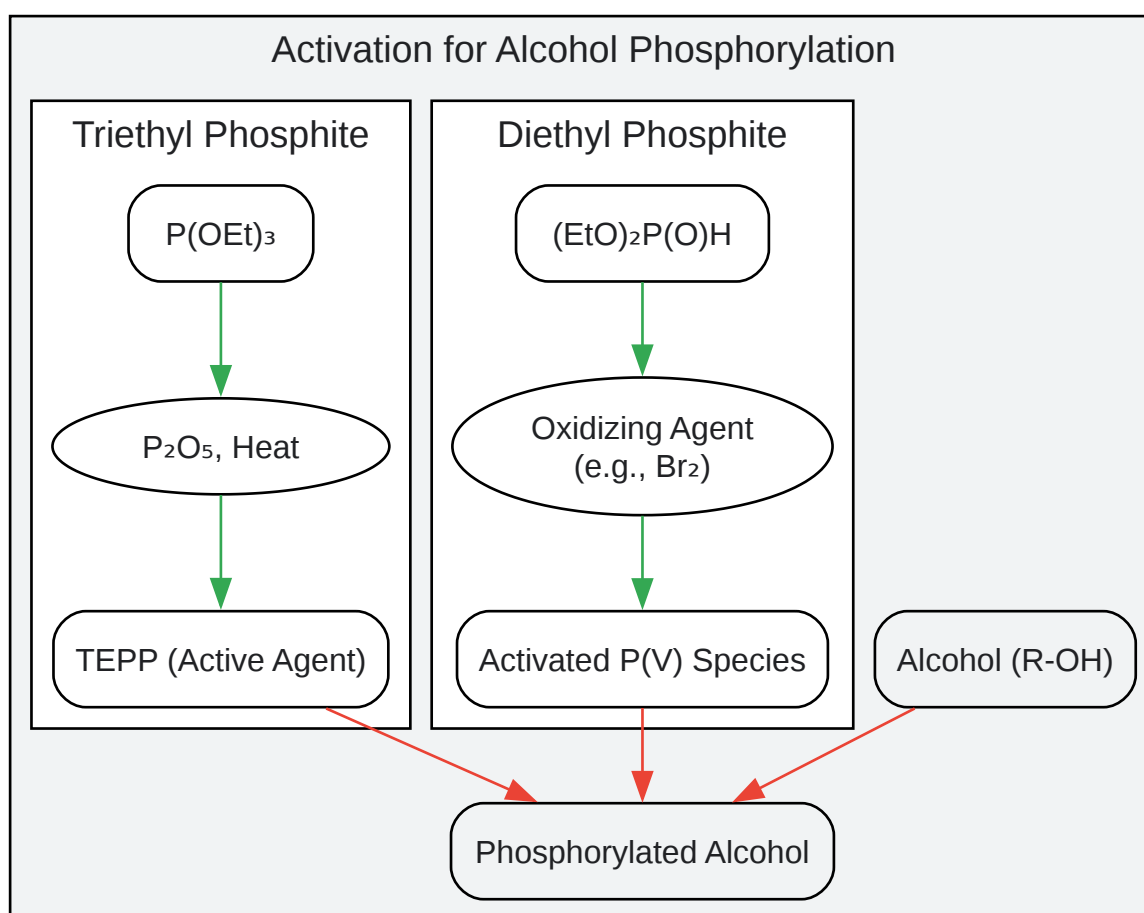 Activation for Alcohol Phosphorylation
Triethyl Phosphite
Diethyl Phosphite
P(OEt)₃
(EtO)₂P(O)H
P₂O₅, Heat
Oxidizing Agent
(e.g., Br₂)
TEPP (Active Agent)
Activated P(V) Species
Alcohol (R-OH)
Phosphorylated Alcohol